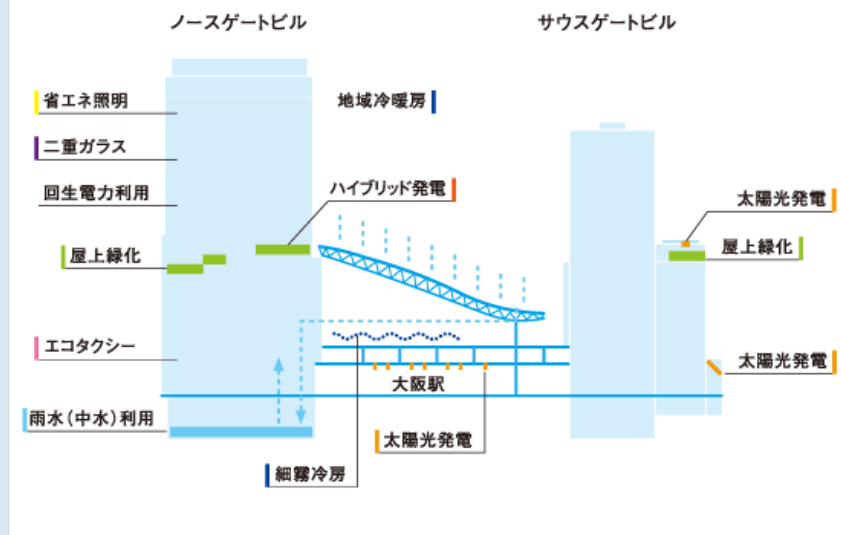 ノースゲートビル
サウスゲートビル
省エネ照明
地域冷暖房
二重ガラス
回生電力利用
ハイブリッド発電
太陽光発電
屋上緑化
屋上緑化
エコタクシー
太陽光発電
大阪駅
雨水(中水)利用
太陽光発電
細霧冷房